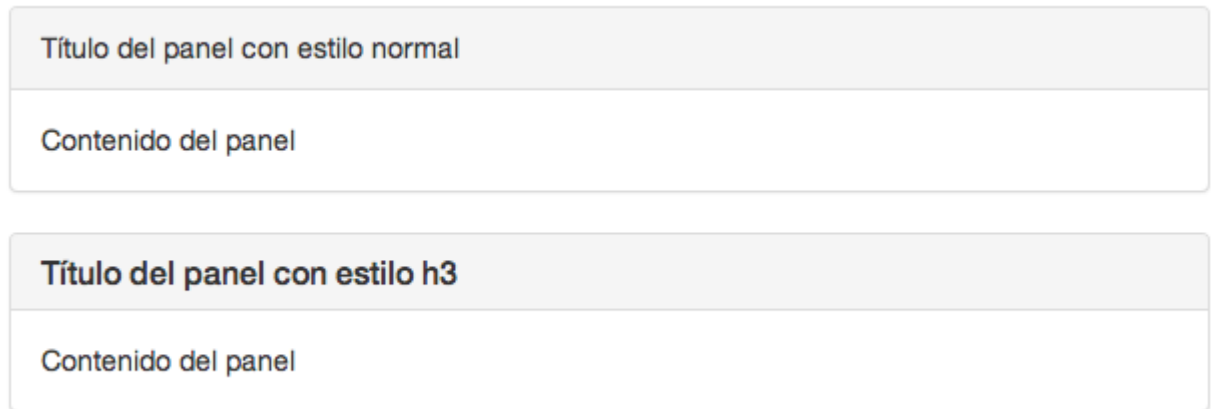 Título del panel con estilo normal
Contenido del panel
Título del panel con estilo h3
Contenido del panel